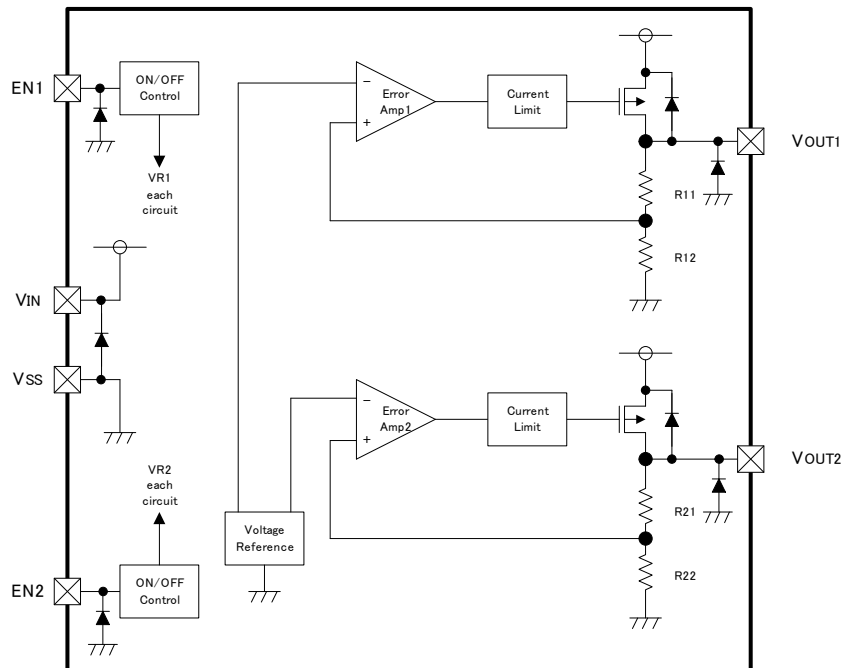 EN1
ON/OFF
Control
VR1
each
circuit
−
+
Error
Amp1
Current
Limit
VOUT1
R11
R12
VIN
VSS
−
+
Error
Amp2
Current
Limit
VOUT2
R21
R22
VR2
each
circuit
Voltage
Reference
EN2
ON/OFF
Control